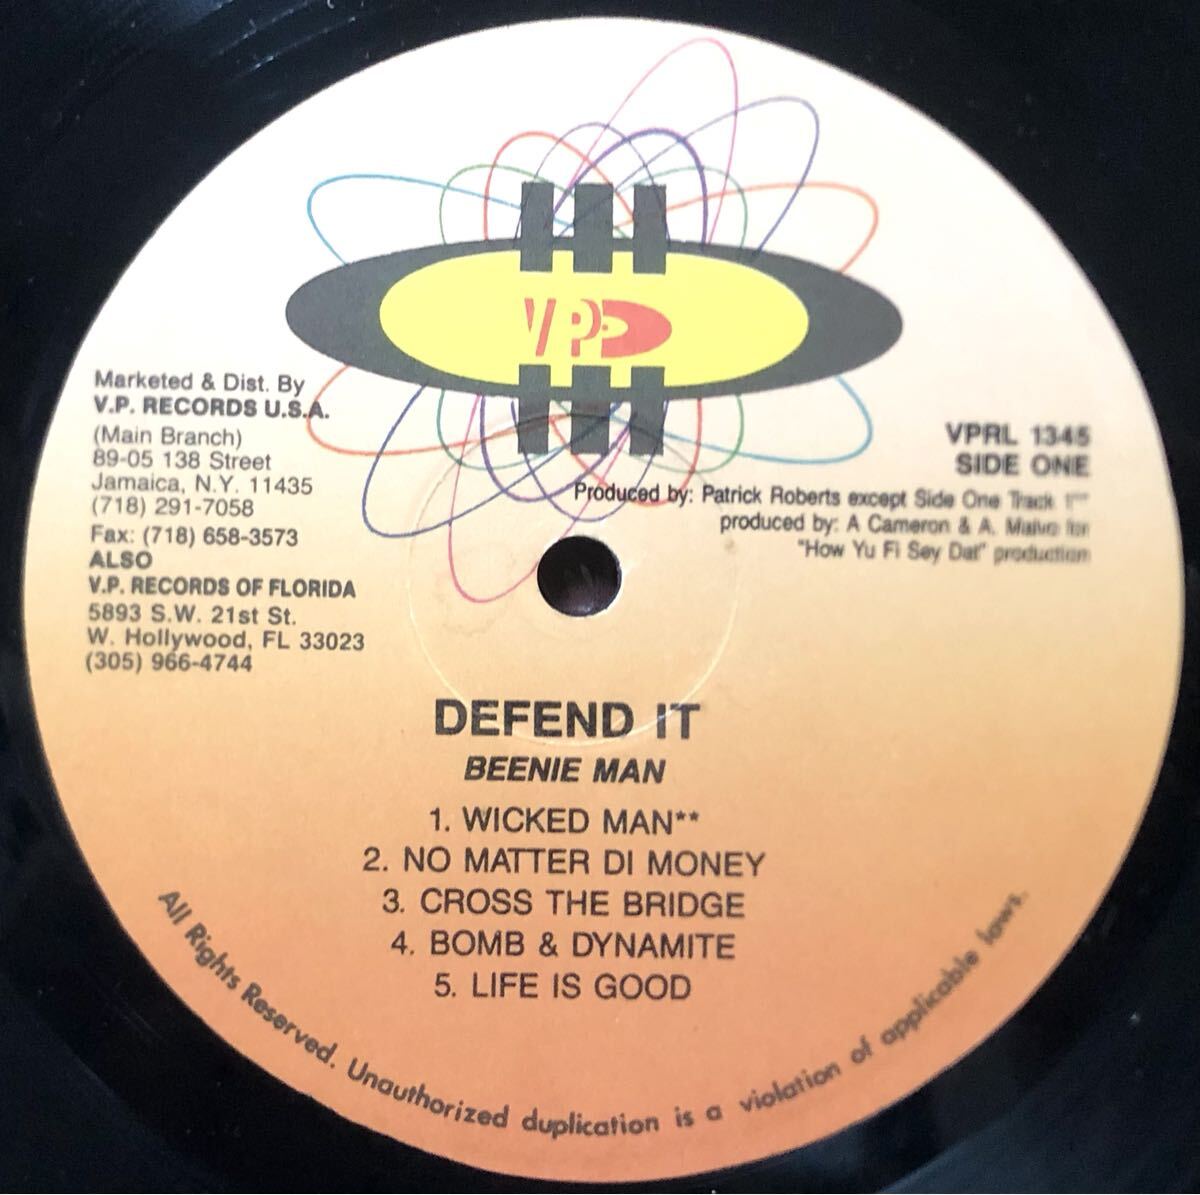 VP
Marketed & Dist. By
V.P. RECORDS U.S.A.
(Main Branch)
89-05 138 Street
Jamaica, N.Y. 11435
(718) 291-7058
Fax: (718) 658-3573
ALSO
V.P. RECORDS OF FLORIDA
5893 S.W. 21st St.
W. Hollywood, FL 33023
(305) 966-4744
VPRL 1345
SIDE ONE
Produced by: Patrick Roberts except Side One Track 1**
produced by: A Cameron & A. Malvo for
"How Yu Fi Sey Dat" production
DEFEND IT
BEENIE MAN
1. WICKED MAN**
2. NO MATTER DI MONEY
3. CROSS THE BRIDGE
4. BOMB & DYNAMITE
5. LIFE IS GOOD
All Rights Reserved. Unauthorized duplication is a violation of applicable laws.